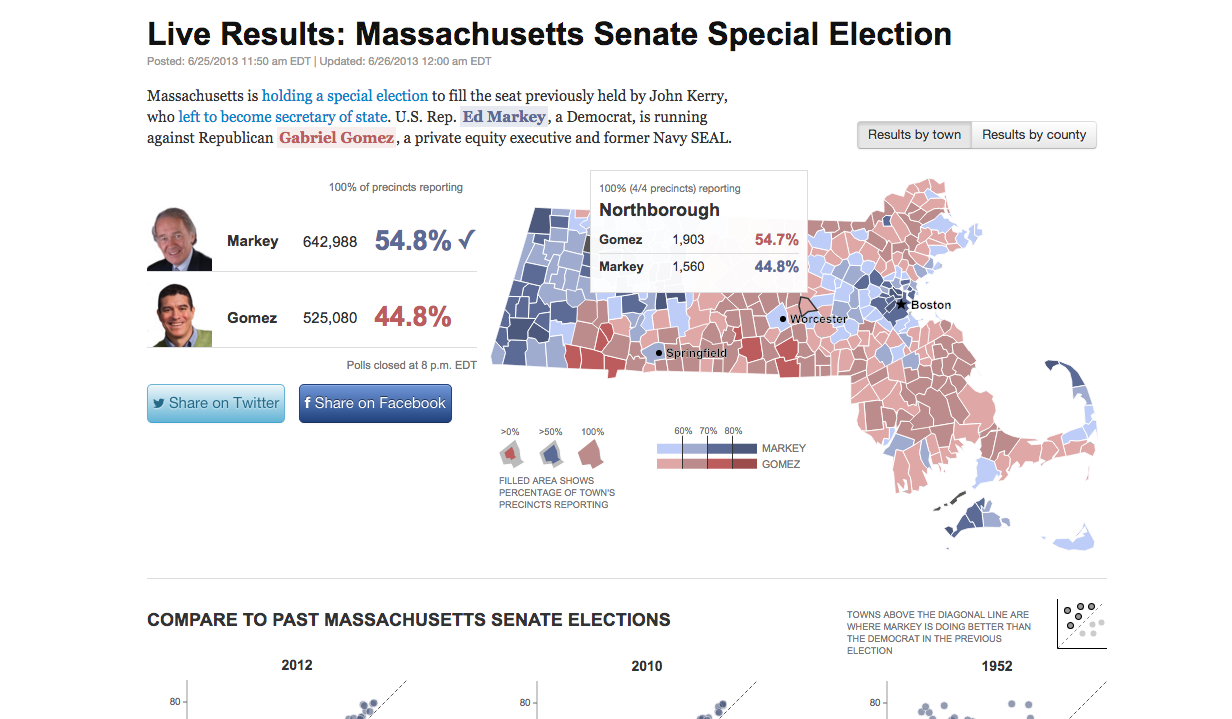 Live Results: Massachusetts Senate Special Election
Posted: 6/25/2013 11:50 am EDT | Updated: 6/26/2013 12:00 am EDT
Massachusetts is holding a special election to fill the seat previously held by John Kerry,
who left to become secretary of state. U.S. Rep. Ed Markey, a Democrat, is running
against Republican Gabriel Gomez, a private equity executive and former Navy SEAL.
Results by town Results by county
100% of precincts reporting
Markey 642,988 54.8% ✓
Gomez 525,080 44.8%
Polls closed at 8 p.m. EDT
Share on Twitter
f Share on Facebook
100% (4/4 precincts) reporting
Northborough
Gomez 1,903 54.7%
Markey 1,560 44.8%
Boston
Worcester
Springfield
>0% >50% 100%
FILLED AREA SHOWS
PERCENTAGE OF TOWN'S
PRECINCTS REPORTING
60% 70% 80%
MARKEY
GOMEZ
COMPARE TO PAST MASSACHUSETTS SENATE ELECTIONS
TOWNS ABOVE THE DIAGONAL LINE ARE
WHERE MARKEY IS DOING BETTER THAN
THE DEMOCRAT IN THE PREVIOUS
ELECTION
2012 2010 1952
80 80 80